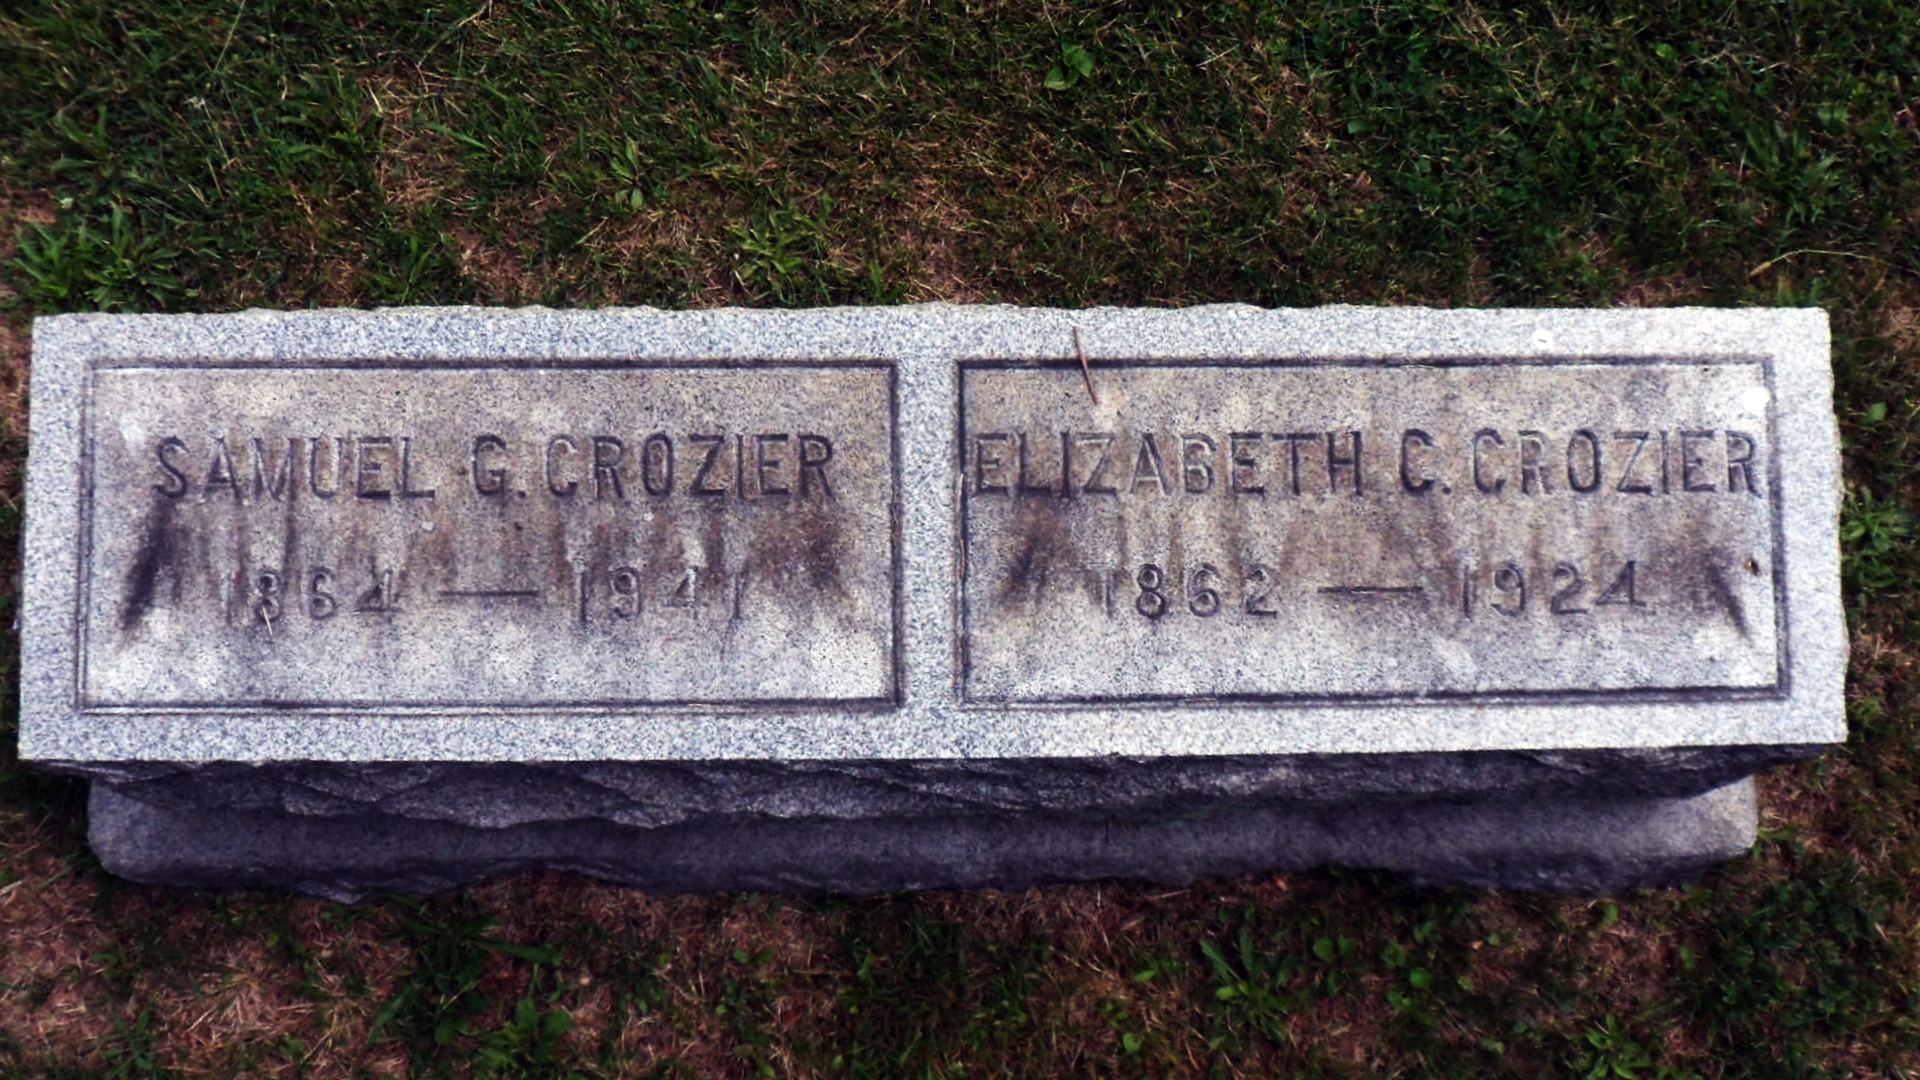 SAMUEL G. CROZIER
1864 — 1941
ELIZABETH C. CROZIER
1862 — 1924